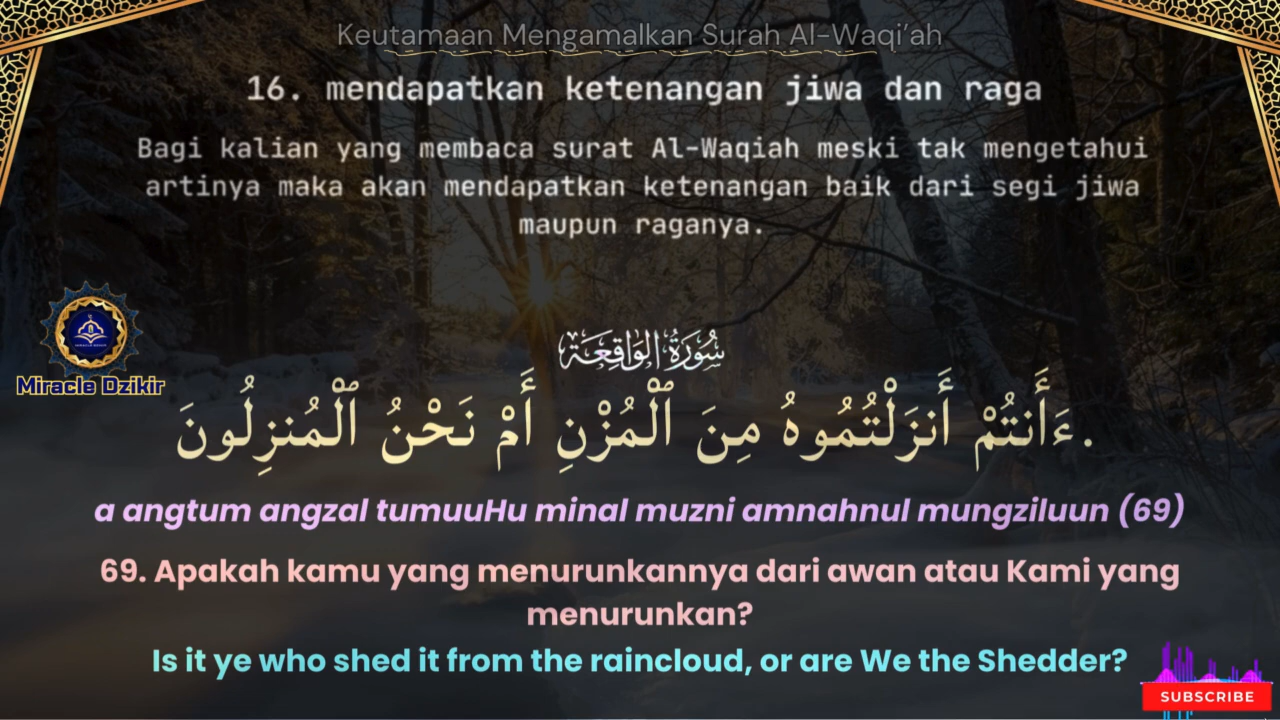 Keutamaan Mengamalkan Surah Al-Waqi’ah
16. mendapatkan ketenangan jiwa dan raga
Bagi kalian yang membaca surat Al-Waqiah meski tak mengetahui
artinya maka akan mendapatkan ketenangan baik dari segi jiwa
maupun raganya.
سُورَةُ الوَاقِعَة
Miracle Dzikir
ءَأَنتُمْ أَنزَلْتُمُوهُ مِنَ ٱلْمُزْنِ أَمْ نَحْنُ ٱلْمُنزِلُونَ.
a angtum angzal tumuuHu minal muzni amnahnul mungziluun (69)
69. Apakah kamu yang menurunkannya dari awan atau Kami yang
menurunkan?
Is it ye who shed it from the raincloud, or are We the Shedder?
SUBSCRIBE